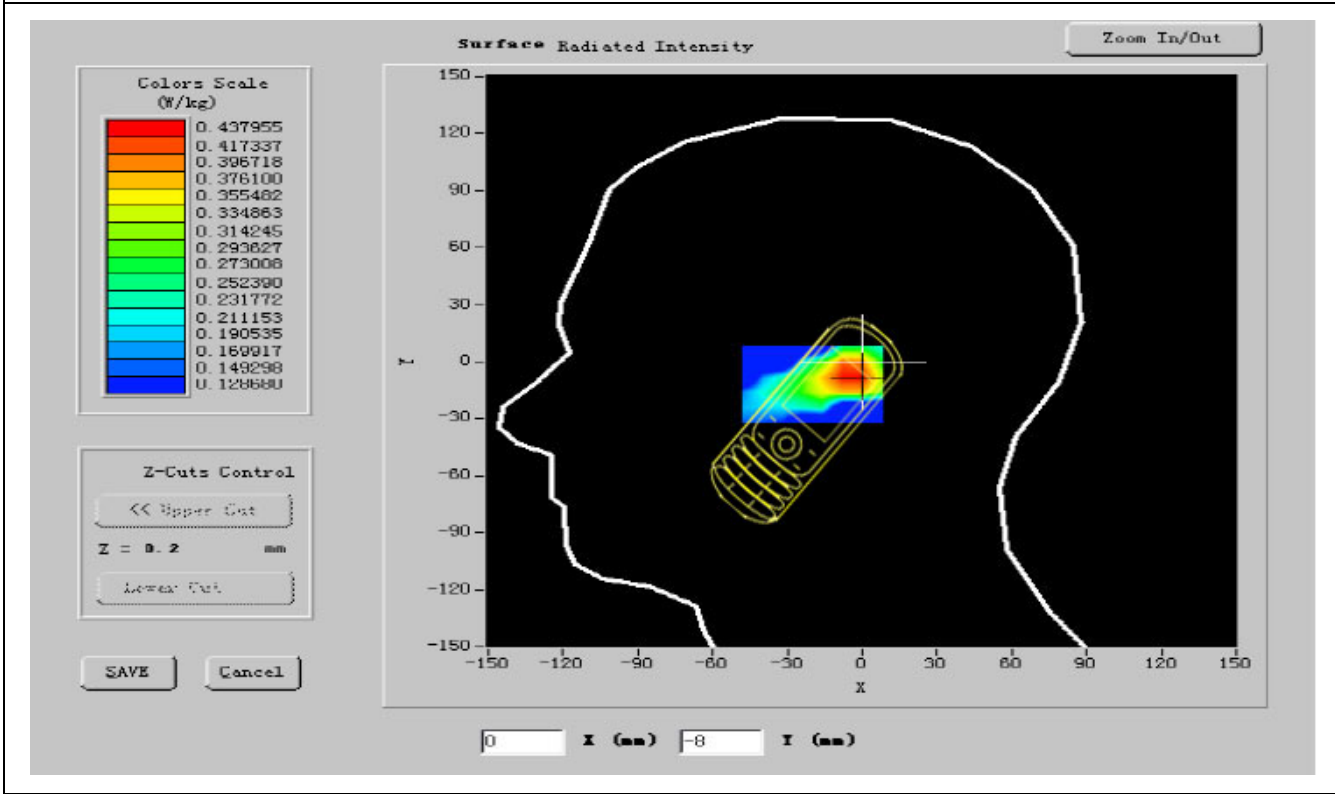 Surface Radiated Intensity
Zoom In/Out
Colors Scale
(W/kg)
0.437955
0.417337
0.396718
0.376100
0.355482
0.334863
0.314245
0.293627
0.273008
0.252390
0.231772
0.211153
0.190535
0.169917
0.149298
0.128680
Z-Cuts Control
<< Upper Cut
Z = 0.2 mm
Lower Cut
SAVE Cancel
150
120
90
60
30
0
-30
-60
-90
-120
-150
Y
-150 -120 -90 -60 -30 0 30 60 90 120 150
X
0 X (mm) -8 Y (mm)